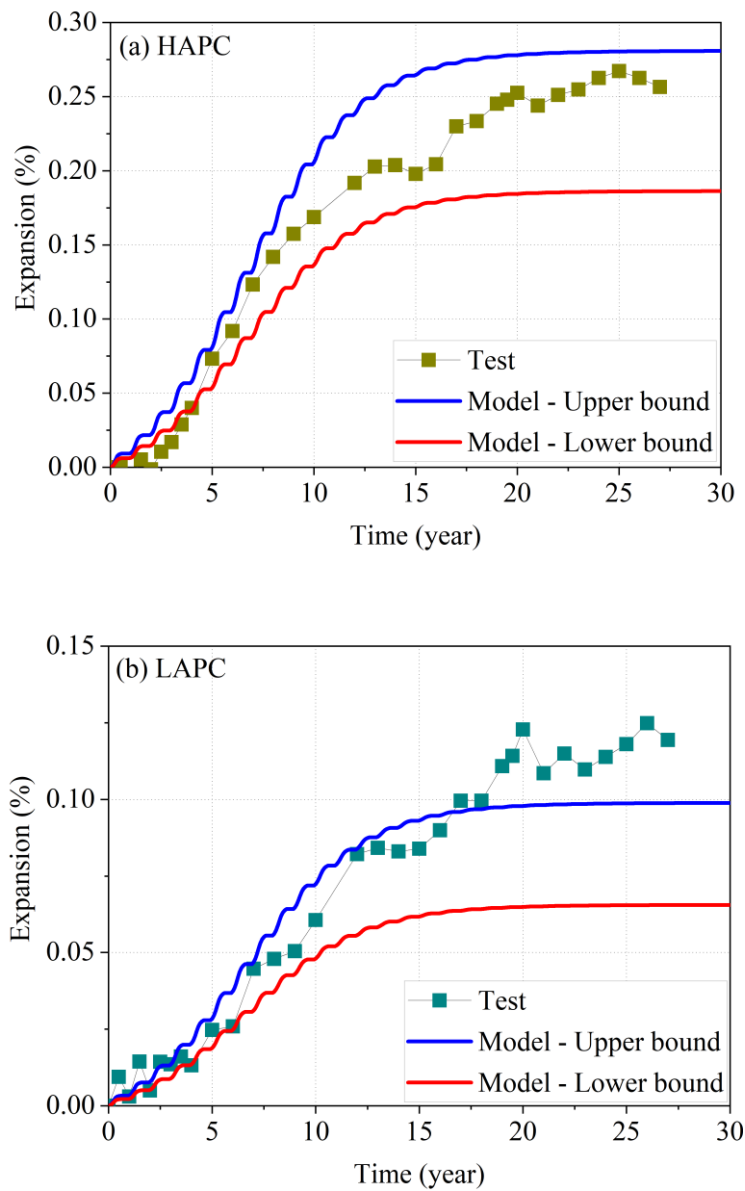 (a) HAPC
0.30
0.25
0.20
0.15
0.10
0.05
0.00
Expansion (%)
Test
Model - Upper bound
Model - Lower bound
0 5 10 15 20 25 30
Time (year)
(b) LAPC
0.15
0.10
0.05
0.00
Expansion (%)
Test
Model - Upper bound
Model - Lower bound
0 5 10 15 20 25 30
Time (year)